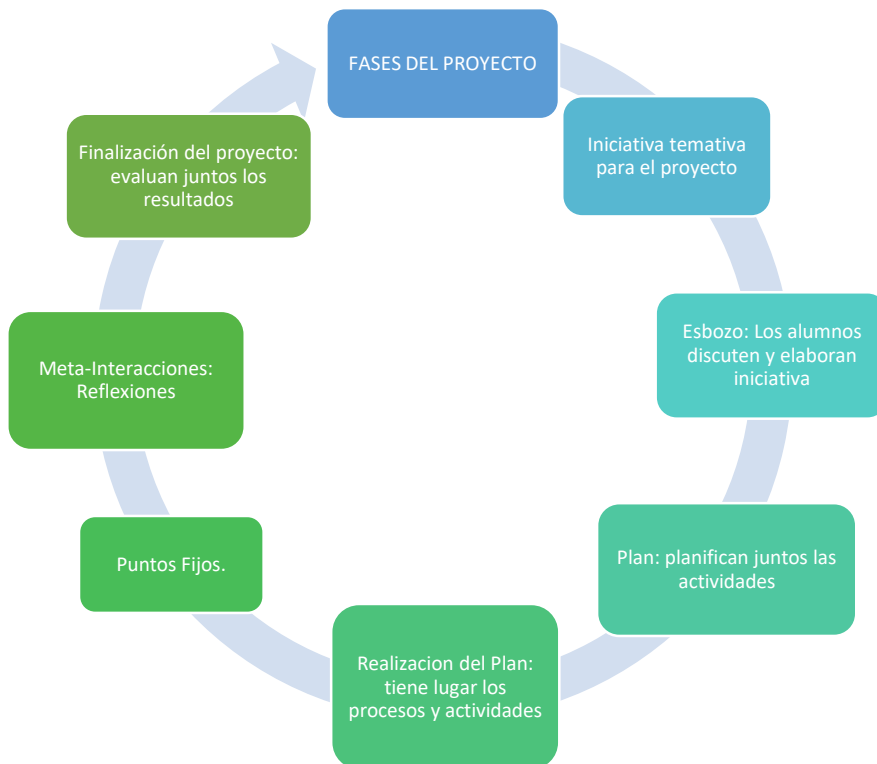 FASES DEL PROYECTO
Iniciativa temativa
para el proyecto
Esbozo: Los alumnos
discuten y elaboran
iniciativa
Plan: planifican juntos las
actividades
Realizacion del Plan:
tiene lugar los
procesos y actividades
Puntos Fijos.
Meta-Interacciones:
Reflexiones
Finalización del proyecto:
evaluan juntos los
resultados